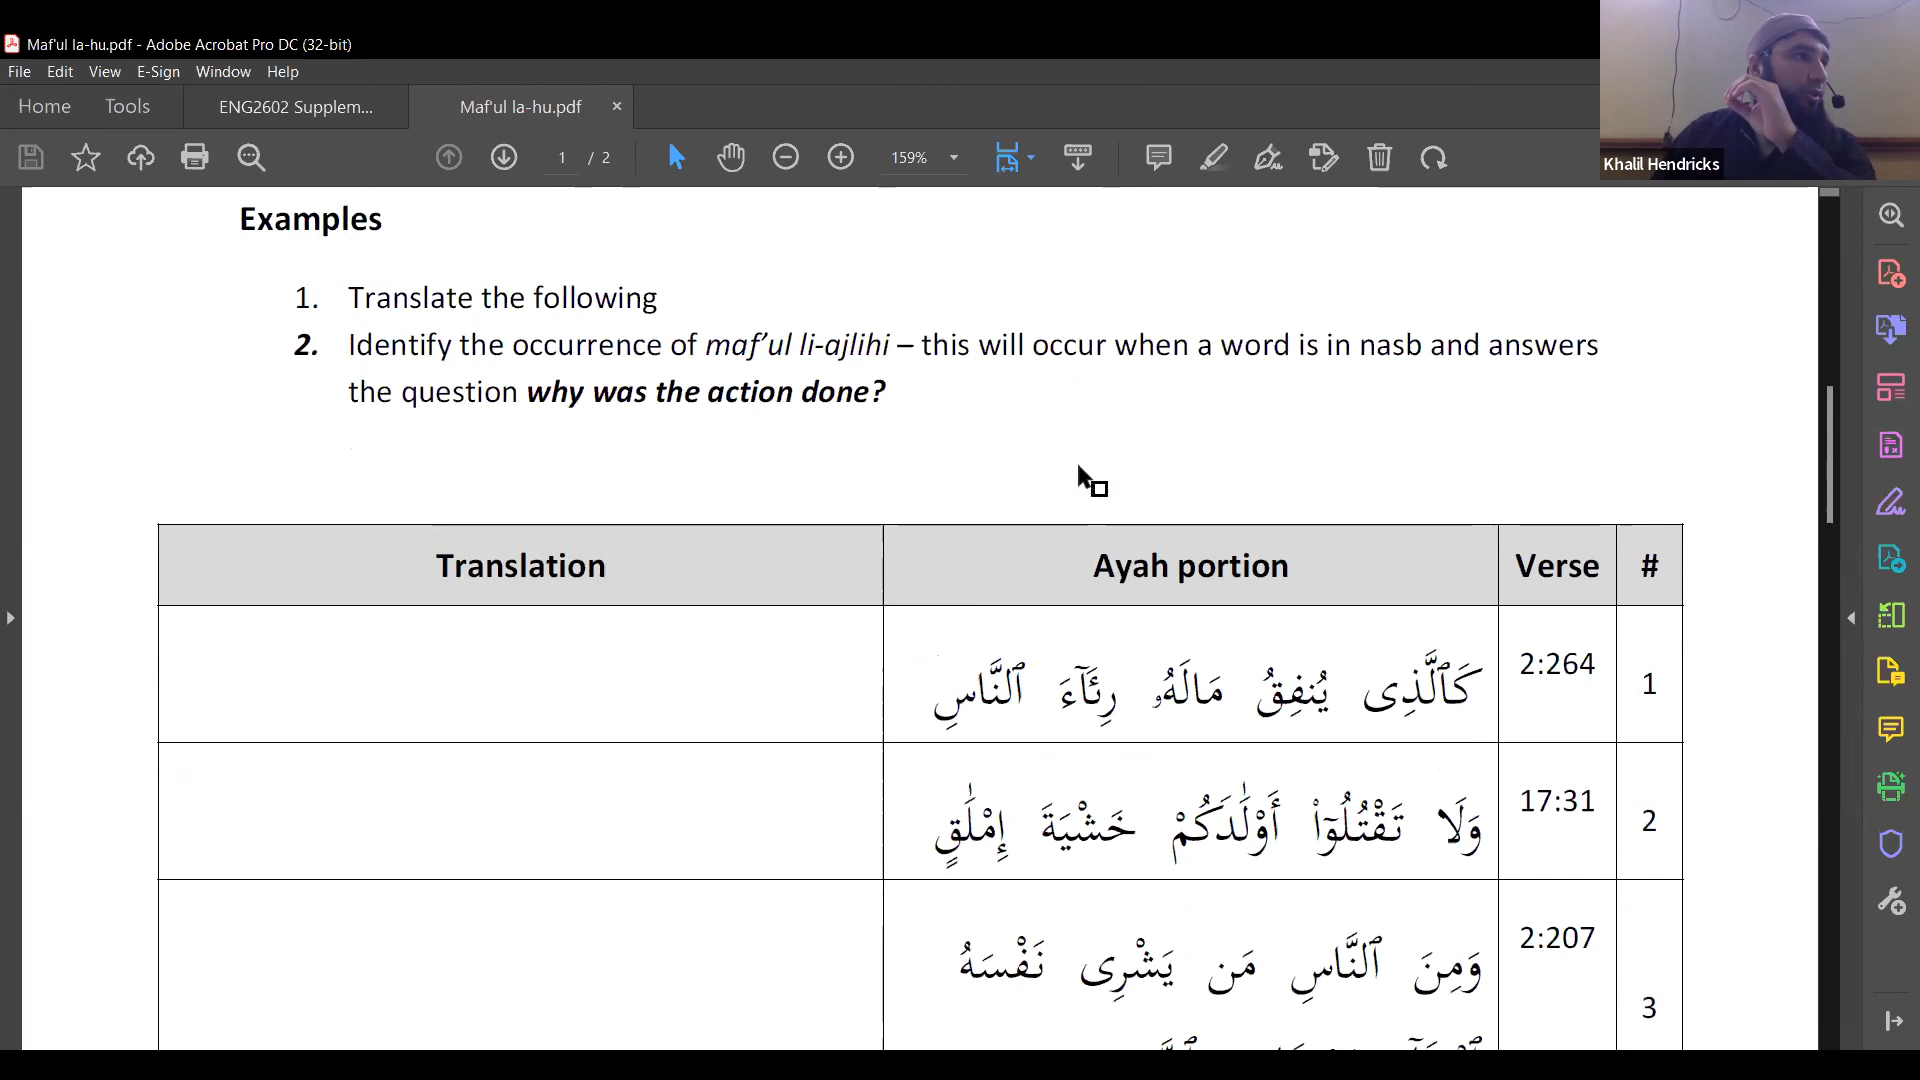 Maf'ul la-hu.pdf - Adobe Acrobat Pro DC (32-bit)
File Edit View E-Sign Window Help
Home Tools ENG2602 Supplem... Maf'ul la-hu.pdf ×
1 / 2 159%
Khalil Hendricks
Examples
1. Translate the following
2. Identify the occurrence of maf’ul li-ajlihi – this will occur when a word is in nasb and answers
the question why was the action done?
Translation Ayah portion Verse #
كَٱلَّذِى يُنفِقُ مَالَهُۥ رِئَآءَ ٱلنَّاسِ 2:264 1
وَلَا تَقْتُلُوٓا۟ أَوْلَٰدَكُمْ خَشْيَةَ إِمْلَٰقٍ 17:31 2
وَمِنَ ٱلنَّاسِ مَن يَشْرِى نَفْسَهُ 2:207 3